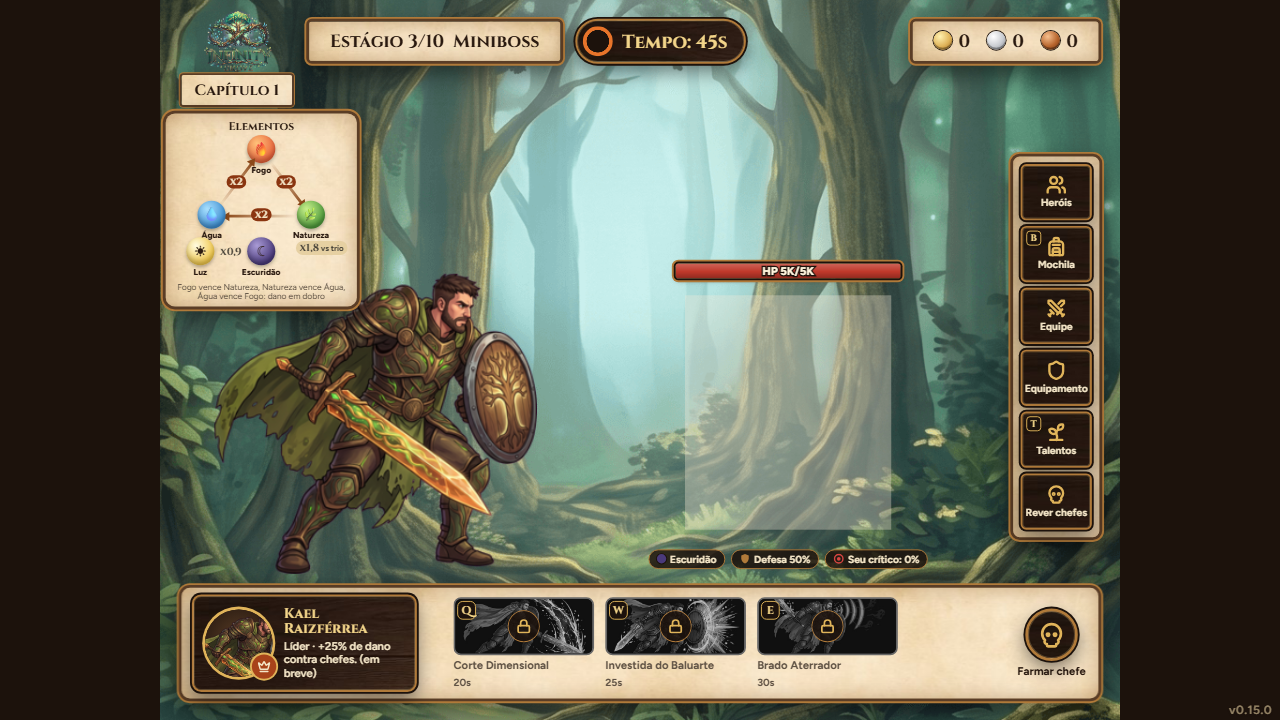 Estágio 3/10 Miniboss
Tempo: 45s
0 0 0
Capítulo 1
Elementos
Fogo
x2 x2
x2
Água Natureza
x0,9 x1,8 vs trio
Luz Escuridão
Fogo vence Natureza, Natureza vence Água,
Água vence Fogo: dano em dobro
HP 5K/5K
Heróis
B
Mochila
Equipe
Equipamento
T
Talentos
Rever chefes
Escuridão
Defesa 50%
Seu crítico: 0%
Kael
Raizférrea
Líder · +25% de dano
contra chefes. (em
breve)
Q
Corte Dimensional
20s
W
Investida do Baluarte
25s
E
Brado Aterrador
30s
Farmar chefe
v0.15.0